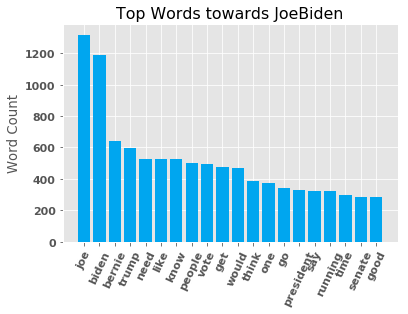 Top Words towards JoeBiden
Word Count
1200
1000
800
600
400
200
0
joe
biden
bernie
trump
need
like
know
people
vote
get
would
think
one
go
president
say
running
time
senate
good